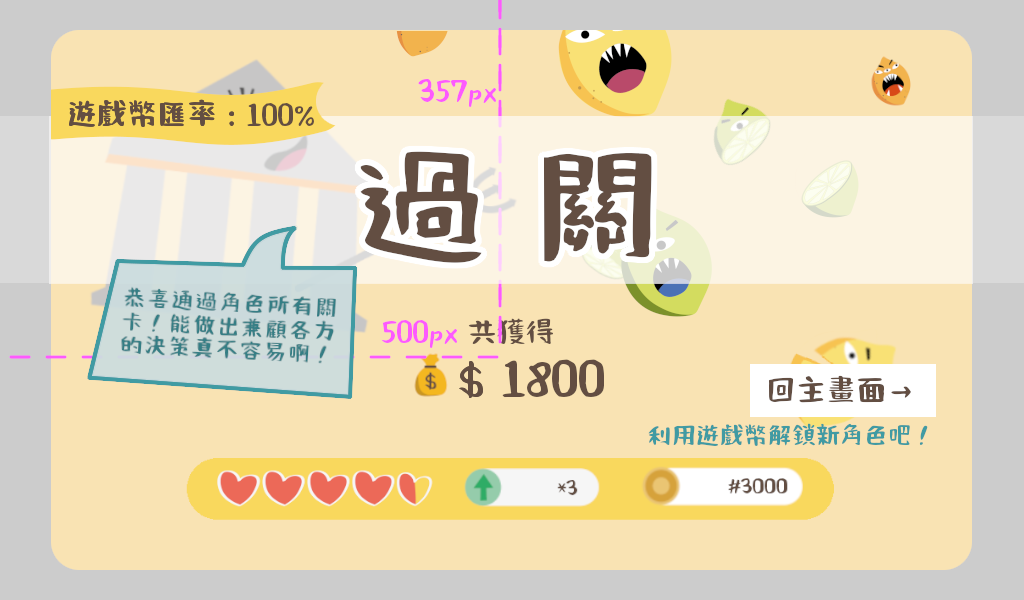 357px
遊戲幣匯率：100%
過 關
恭喜通過角色所有關
卡！能做出兼顧各方
的決策真不容易啊！
500px 共獲得
$ $ 1800
回主畫面→
利用遊戲幣解鎖新角色吧！
*3
#3000